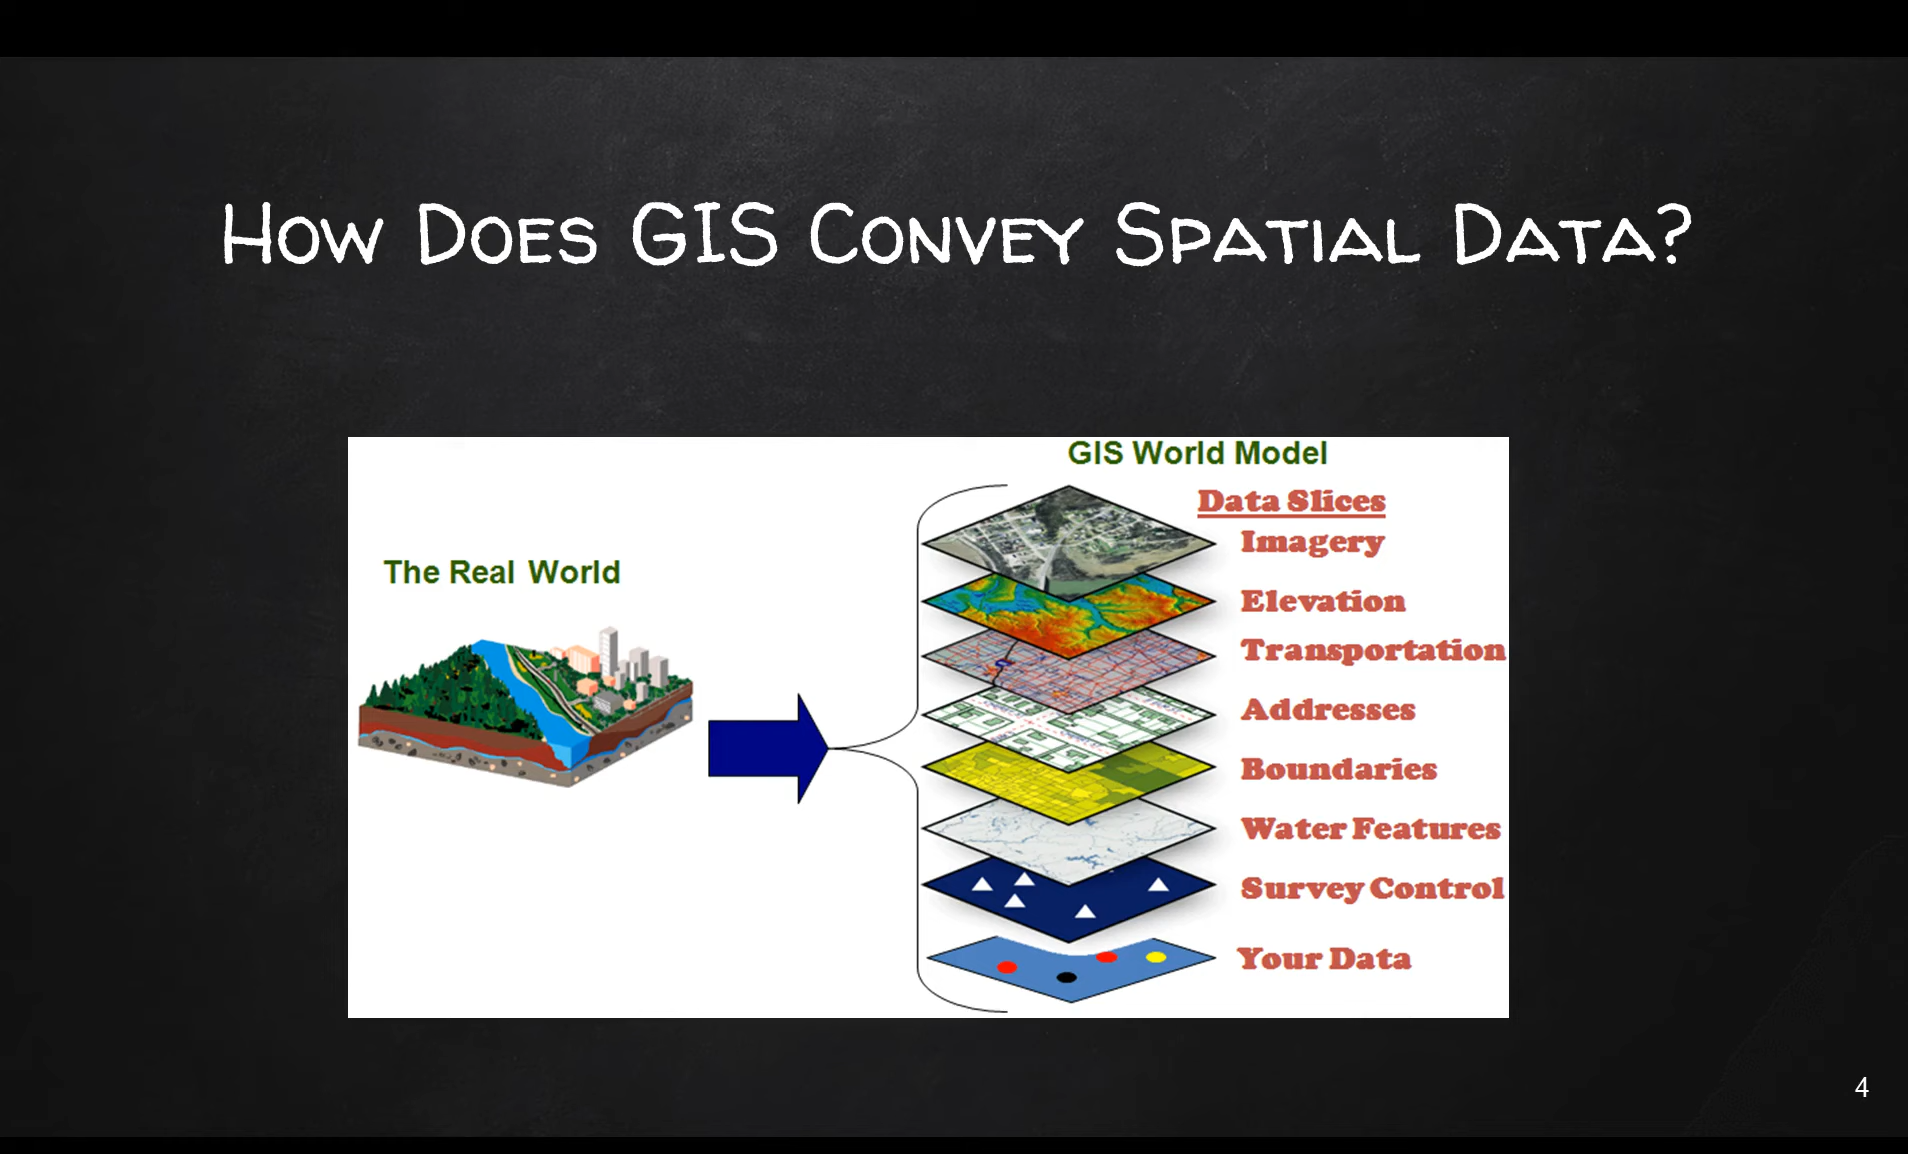 How Does GIS Convey Spatial Data?
GIS World Model
Data Slices
Imagery
The Real World
Elevation
Transportation
Addresses
Boundaries
Water Features
Survey Control
Your Data
4